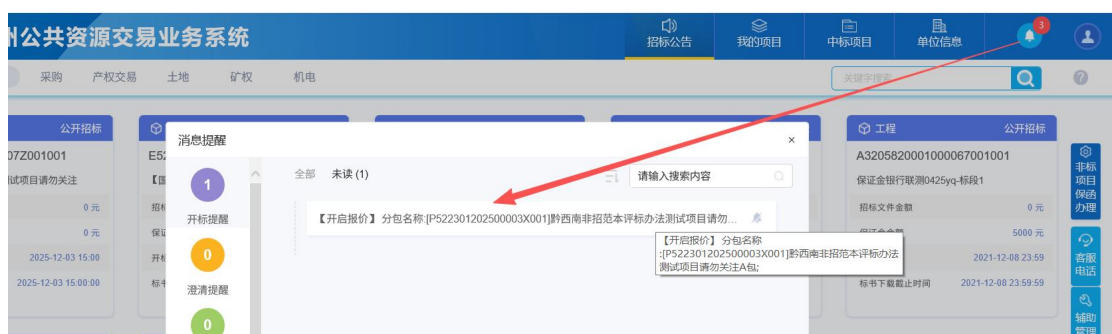 州公共资源交易业务系统
招标公告
我的项目
中标项目
单位信息
3
采购 产权交易 土地 矿权 机电
关键字搜索
公开招标
07Z001001
试项目请勿关注
0 元
0 元
2025-12-03 15:00
2025-12-03 15:00:00
E52
消息提醒
×
全部 未读 (1)
请输入搜索内容
1
开标提醒
0
澄清提醒
0
【开启报价】 分包名称:[P522301202500003X001]黔西南非招范本评标办法测试项目请勿...
【开启报价】 分包名称
:[P522301202500003X001]黔西南非招范本评标办法
测试项目请勿关注A包;
工程
公开招标
A3205820001000067001001
保证金银行联测0425yq-标段1
招标文件金额 0 元
5000 元
2021-12-08 23:59
标书下载截止时间 2021-12-08 23:59:59
非标
项目
保函
办理
客服
电话
辅助
管理